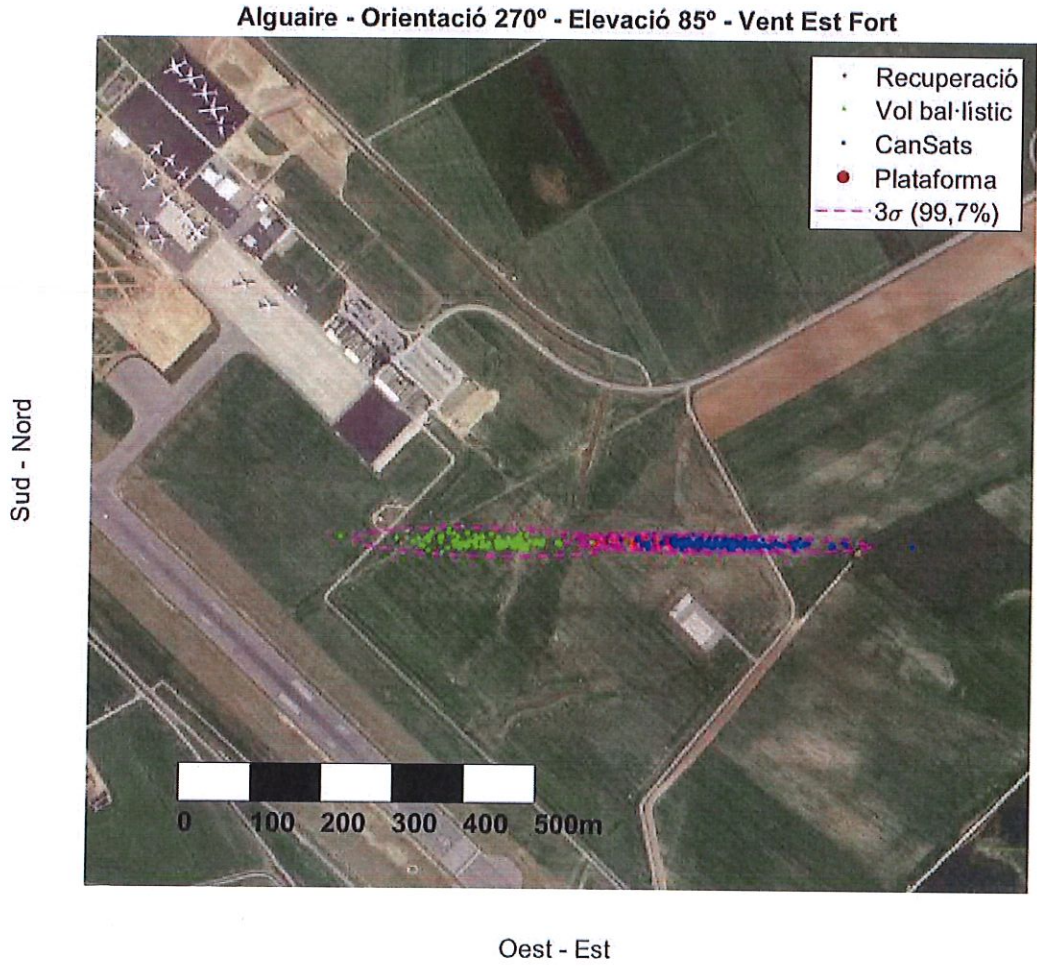 Alguaire - Orientació 270º - Elevació 85º - Vent Est Fort
Recuperació
Vol bal·lístic
CanSats
Plataforma
3σ (99,7%)
Sud - Nord
0 100 200 300 400 500m
Oest - Est